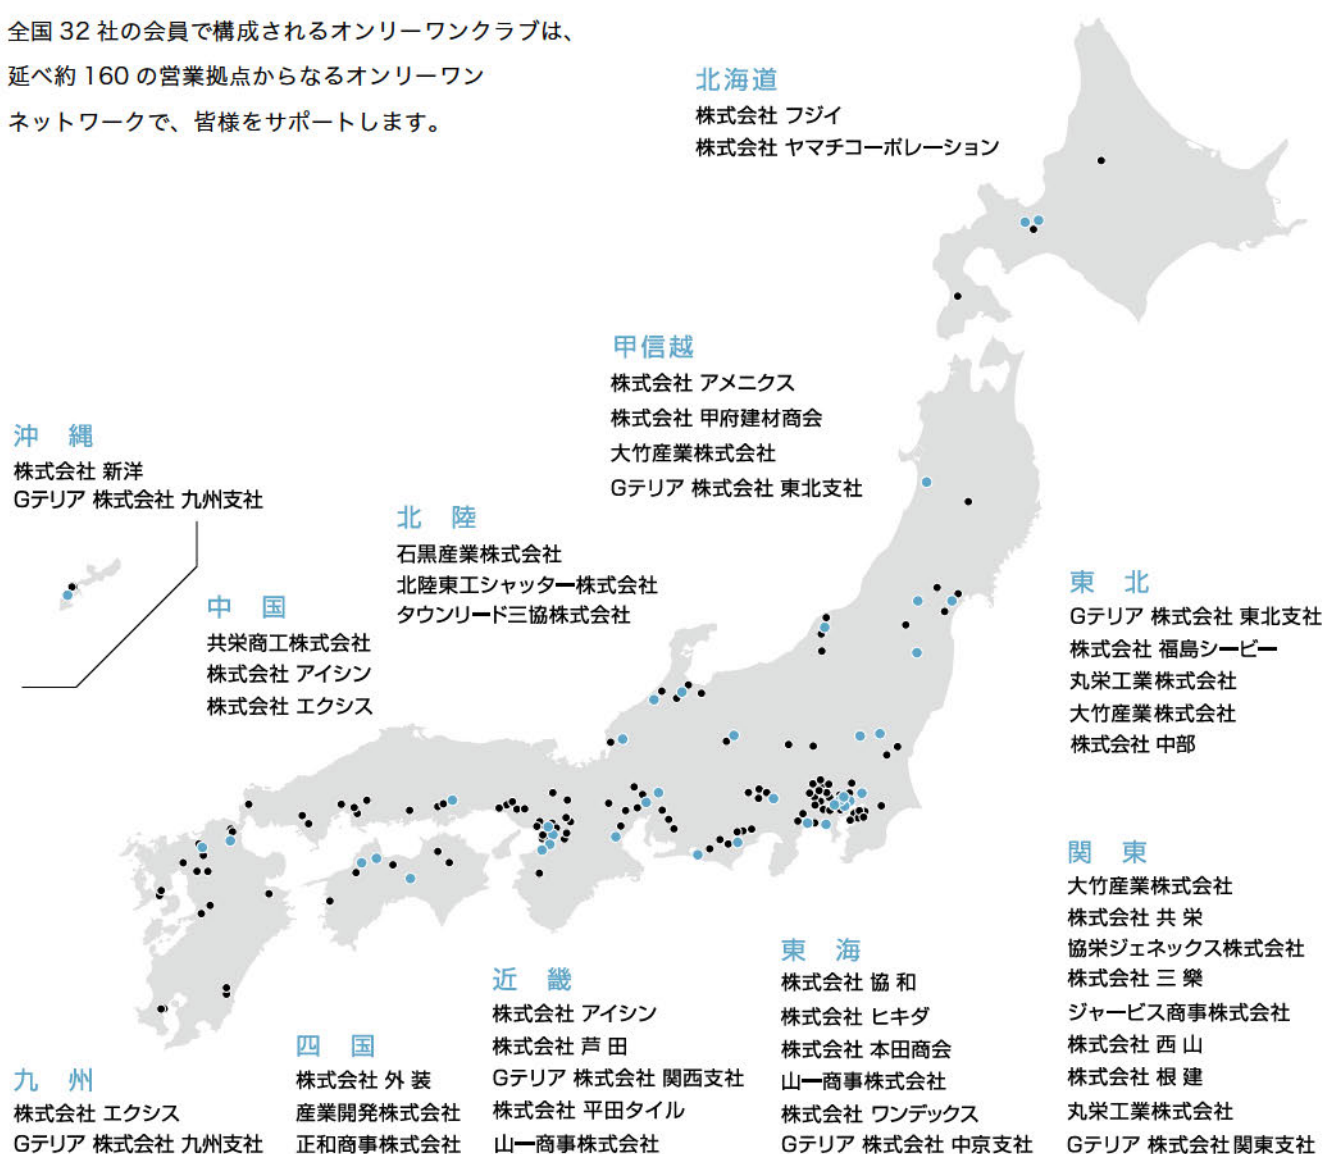 全国 32 社の会員で構成されるオンリーワンクラブは、
延べ約 160 の営業拠点からなるオンリーワン
ネットワークで、皆様をサポートします。
北海道
株式会社 フジイ
株式会社 ヤマチコーポレーション
甲信越
株式会社 アメニクス
株式会社 甲府建材商会
大竹産業株式会社
Gテリア 株式会社 東北支社
沖 縄
株式会社 新洋
Gテリア 株式会社 九州支社
北 陸
石黒産業株式会社
北陸東工シャッター株式会社
タウンリード三協株式会社
中 国
共栄商工株式会社
株式会社 アイシン
株式会社 エクシス
東 北
Gテリア 株式会社 東北支社
株式会社 福島シービー
丸栄工業株式会社
大竹産業株式会社
株式会社 中部
関 東
大竹産業株式会社
株式会社 共 栄
協栄ジェネックス株式会社
株式会社 三 樂
ジャービス商事株式会社
株式会社 西 山
株式会社 根 建
丸栄工業株式会社
Gテリア 株式会社 関東支社
東 海
株式会社 協 和
株式会社 ヒキダ
株式会社 本田商会
山一商事株式会社
株式会社 ワンデックス
Gテリア 株式会社 中京支社
近 畿
株式会社 アイシン
株式会社 芦 田
Gテリア 株式会社 関西支社
株式会社 平田タイル
山一商事株式会社
四 国
株式会社 外 装
産業開発株式会社
正和商事株式会社
九 州
株式会社 エクシス
Gテリア 株式会社 九州支社